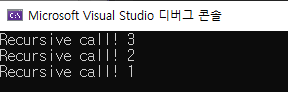 Microsoft Visual Studio 디버그 콘솔
Recursive call! 3
Recursive call! 2
Recursive call! 1